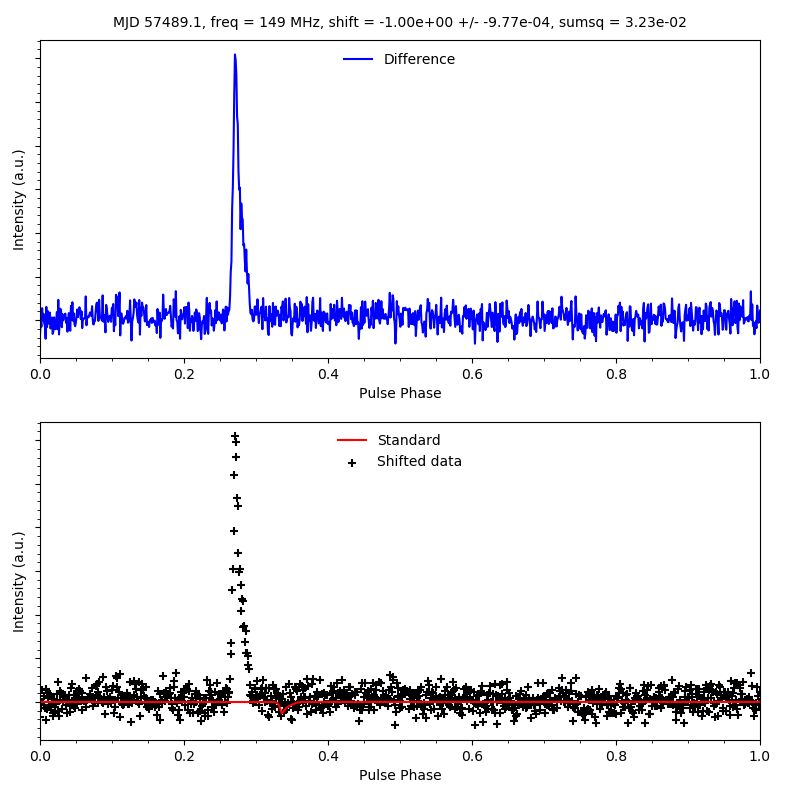 MJD 57489.1, freq = 149 MHz, shift = -1.00e+00 +/- -9.77e-04, sumsq = 3.23e-02
Difference
Intensity (a.u.)
0.0 0.2 0.4 0.6 0.8 1.0
Pulse Phase
Standard
Shifted data
Intensity (a.u.)
0.0 0.2 0.4 0.6 0.8 1.0
Pulse Phase